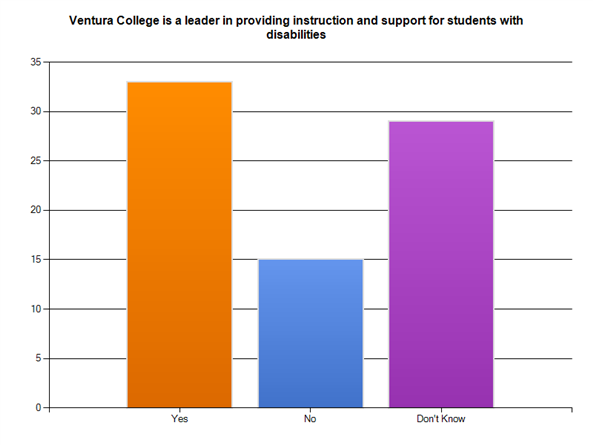 Ventura College is a leader in providing instruction and support for students with
disabilities
35
30
25
20
15
10
5
0
Yes No Don't Know